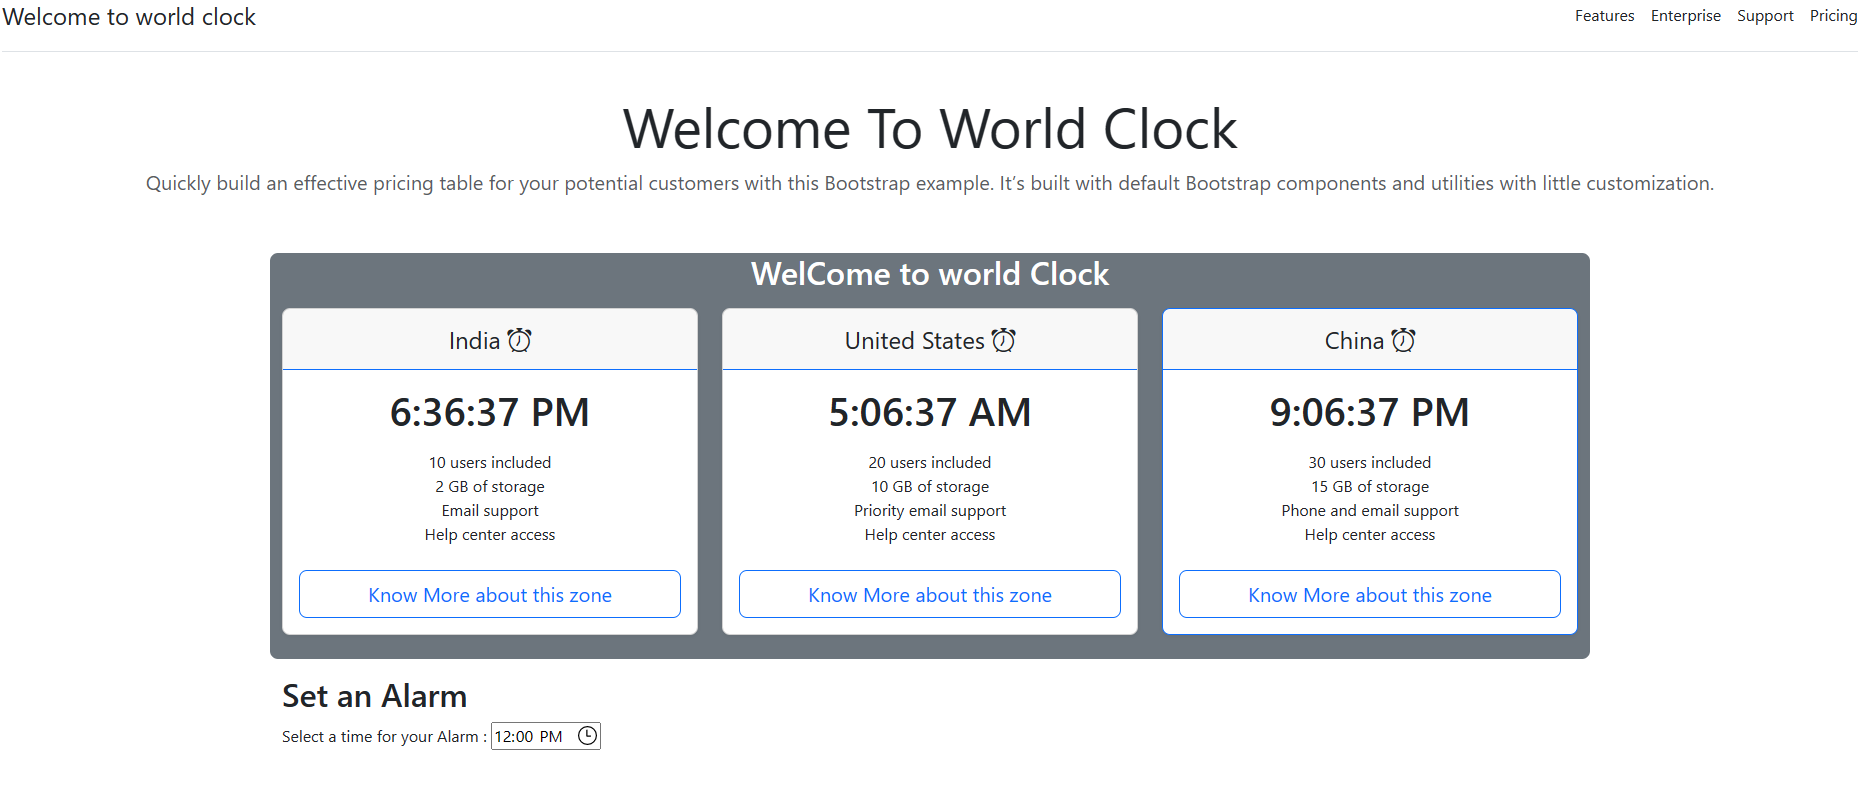 Welcome to world clock
Features Enterprise Support Pricing
Welcome To World Clock
Quickly build an effective pricing table for your potential customers with this Bootstrap example. It’s built with default Bootstrap components and utilities with little customization.
WelCome to world Clock
India
6:36:37 PM
10 users included
2 GB of storage
Email support
Help center access
Know More about this zone
United States
5:06:37 AM
20 users included
10 GB of storage
Priority email support
Help center access
Know More about this zone
China
9:06:37 PM
30 users included
15 GB of storage
Phone and email support
Help center access
Know More about this zone
Set an Alarm
Select a time for your Alarm : 12:00 PM